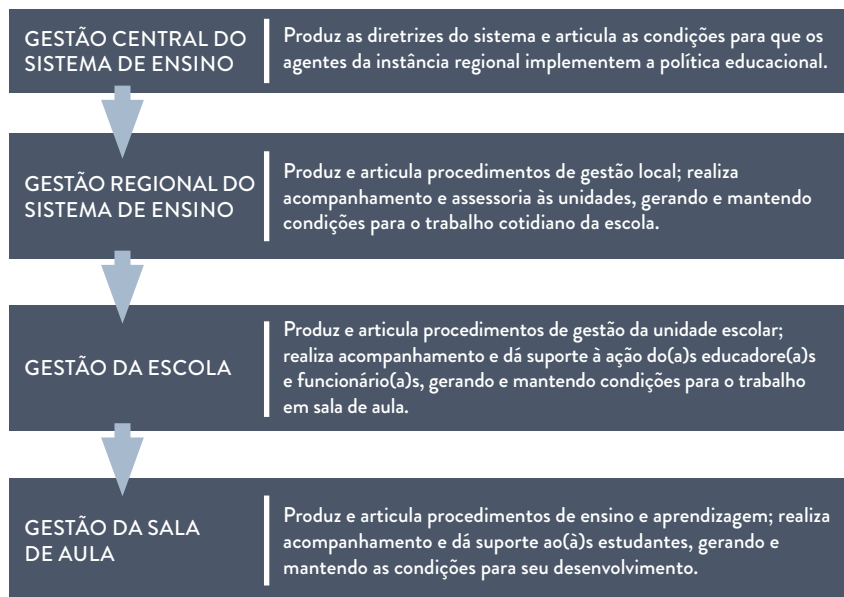 GESTÃO CENTRAL DO
SISTEMA DE ENSINO
Produz as diretrizes do sistema e articula as condições para que os
agentes da instância regional implementem a política educacional.
GESTÃO REGIONAL DO
SISTEMA DE ENSINO
Produz e articula procedimentos de gestão local; realiza
acompanhamento e assessoria às unidades, gerando e mantendo
condições para o trabalho cotidiano da escola.
GESTÃO DA ESCOLA
Produz e articula procedimentos de gestão da unidade escolar;
realiza acompanhamento e dá suporte à ação do(a)s educadore(a)s
e funcionário(a)s, gerando e mantendo condições para o trabalho
em sala de aula.
GESTÃO DA SALA
DE AULA
Produz e articula procedimentos de ensino e aprendizagem; realiza
acompanhamento e dá suporte ao(à)s estudantes, gerando e
mantendo as condições para seu desenvolvimento.